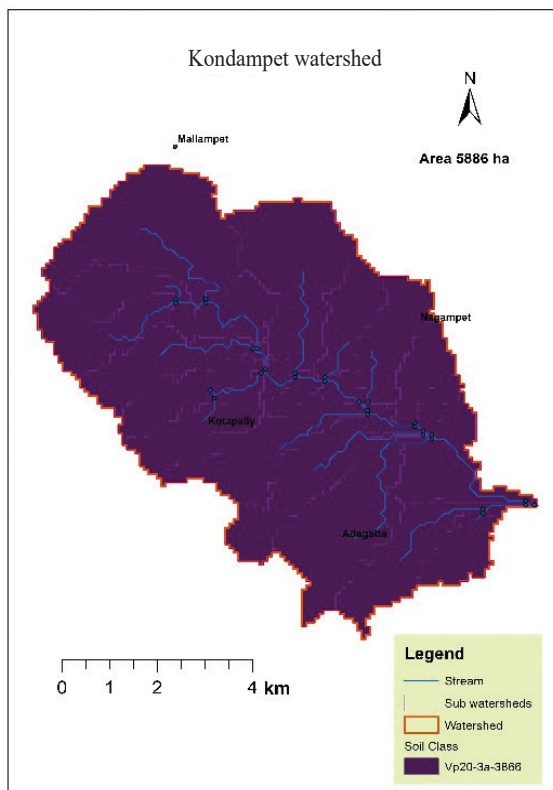 Kondampet watershed
N
Mallampet
Area 5886 ha
Nagampet
Kotapally
Adagatta
0 1 2 4 km
Legend
Stream
Sub watersheds
Watershed
Soil Class
Vp20-3a-3866